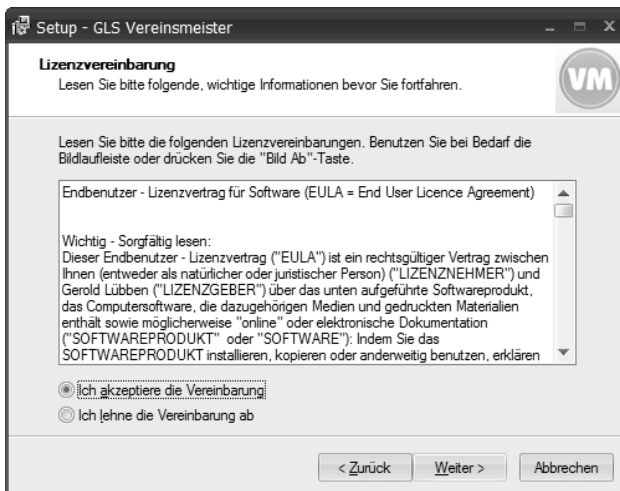 Setup - GLS Vereinsmeister
Lizenzvereinbarung
Lesen Sie bitte folgende, wichtige Informationen bevor Sie fortfahren.
VM
Lesen Sie bitte die folgenden Lizenzvereinbarungen. Benutzen Sie bei Bedarf die
Bildlaufleiste oder drücken Sie die "Bild Ab"-Taste.
Endbenutzer - Lizenzvertrag für Software (EULA = End User Licence Agreement)
Wichtig - Sorgfältig lesen:
Dieser Endbenutzer - Lizenzvertrag ("EULA") ist ein rechtsgültiger Vertrag zwischen
Ihnen (entweder als natürlicher oder juristischer Person) ("LIZENZNEHMER") und
Gerold Lübben ("LIZENZGEBER") über das unten aufgeführte Softwareprodukt,
das Computersoftware, die dazugehörigen Medien und gedruckten Materialien
enthält sowie möglicherweise "online" oder elektronische Dokumentation
("SOFTWAREPRODUKT" oder "SOFTWARE"): Indem Sie das
SOFTWAREPRODUKT installieren, kopieren oder anderweitig benutzen, erklären
Ich akzeptiere die Vereinbarung
Ich lehne die Vereinbarung ab
< Zurück
Weiter >
Abbrechen